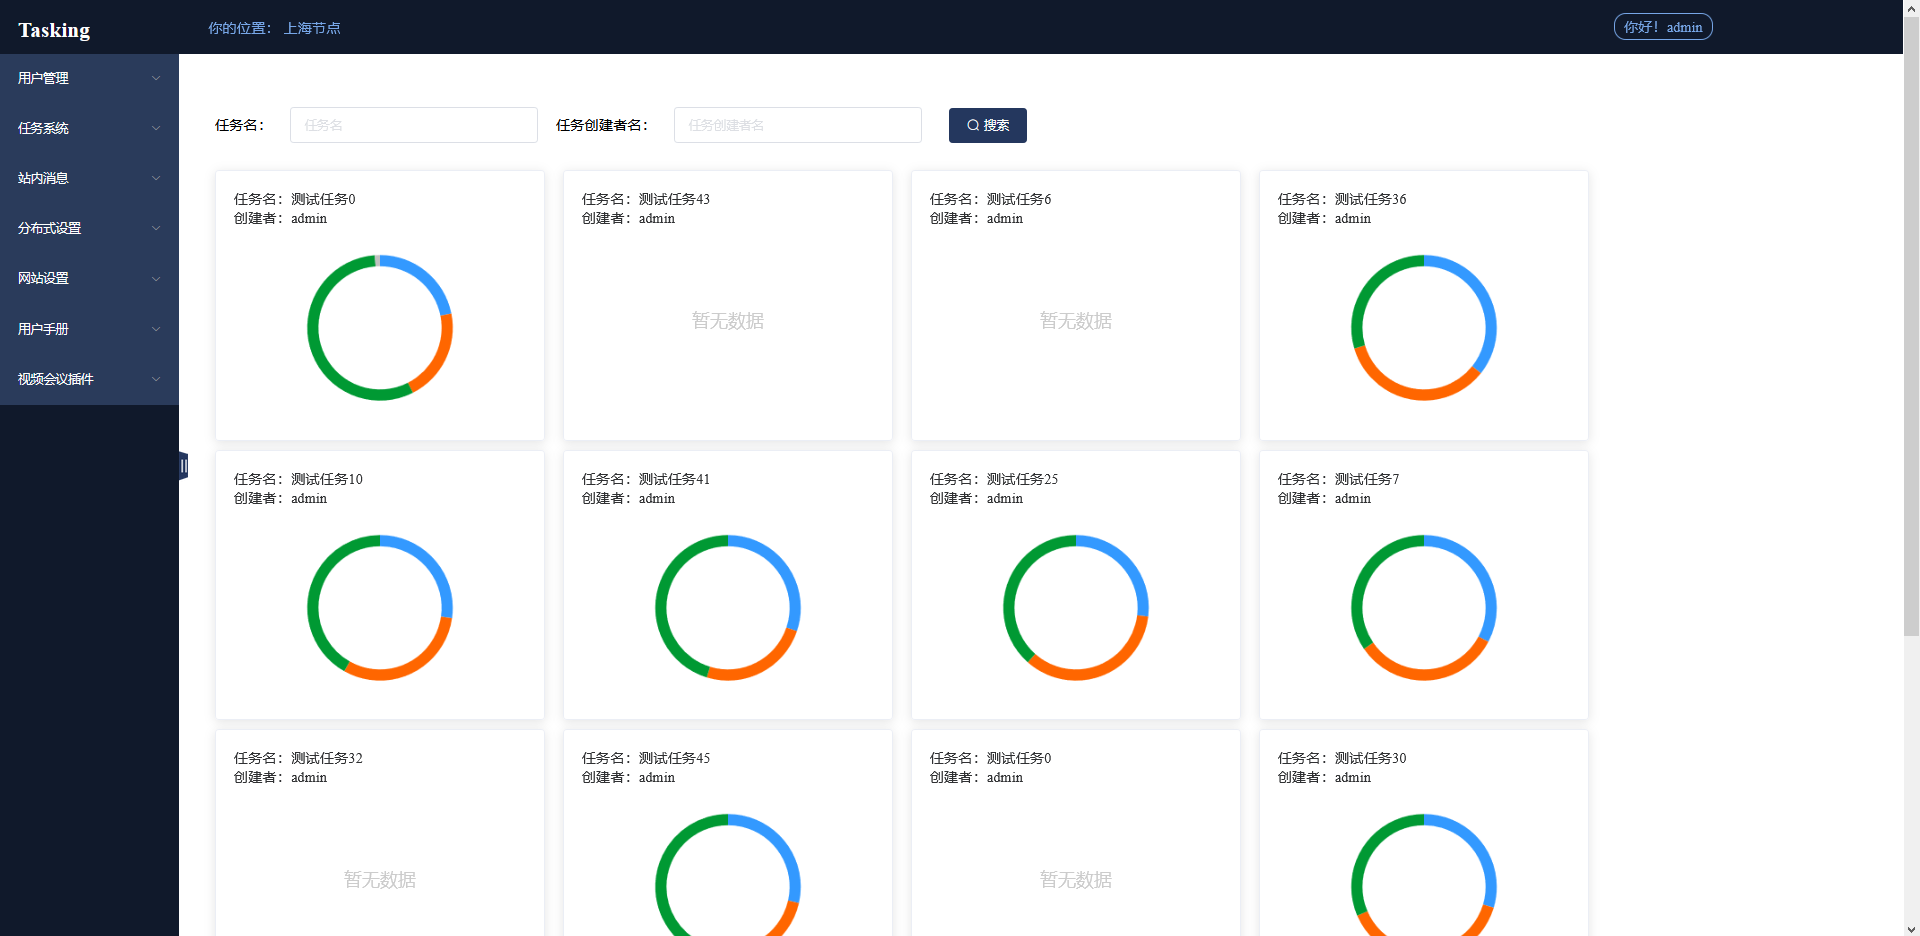 Tasking
你的位置： 上海节点
你好！admin
用户管理
任务系统
站内消息
分布式设置
网站设置
用户手册
视频会议插件
任务名：
任务名
任务创建者名：
任务创建者名
搜索
任务名：测试任务0
创建者：admin
任务名：测试任务43
创建者：admin
暂无数据
任务名：测试任务6
创建者：admin
暂无数据
任务名：测试任务36
创建者：admin
任务名：测试任务10
创建者：admin
任务名：测试任务41
创建者：admin
任务名：测试任务25
创建者：admin
任务名：测试任务7
创建者：admin
任务名：测试任务32
创建者：admin
暂无数据
任务名：测试任务45
创建者：admin
任务名：测试任务0
创建者：admin
暂无数据
任务名：测试任务30
创建者：admin